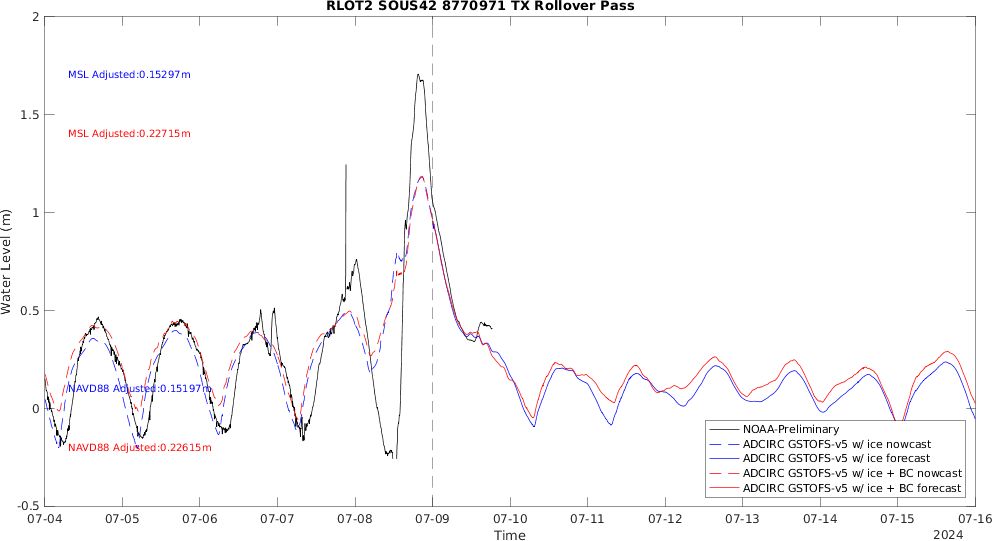 RLOT2 SOUS42 8770971 TX Rollover Pass
2
MSL Adjusted:0.15297m
1.5
MSL Adjusted:0.22715m
1
Water Level (m)
0.5
NAVD88 Adjusted:0.15197m
0
NAVD88 Adjusted:0.22615m
NOAA-Preliminary
ADCIRC GSTOFS-v5 w/ ice nowcast
ADCIRC GSTOFS-v5 w/ ice forecast
ADCIRC GSTOFS-v5 w/ ice + BC nowcast
ADCIRC GSTOFS-v5 w/ ice + BC forecast
-0.5
07-04 07-05 07-06 07-07 07-08 07-09 07-10 07-11 07-12 07-13 07-14 07-15 07-16
Time
2024